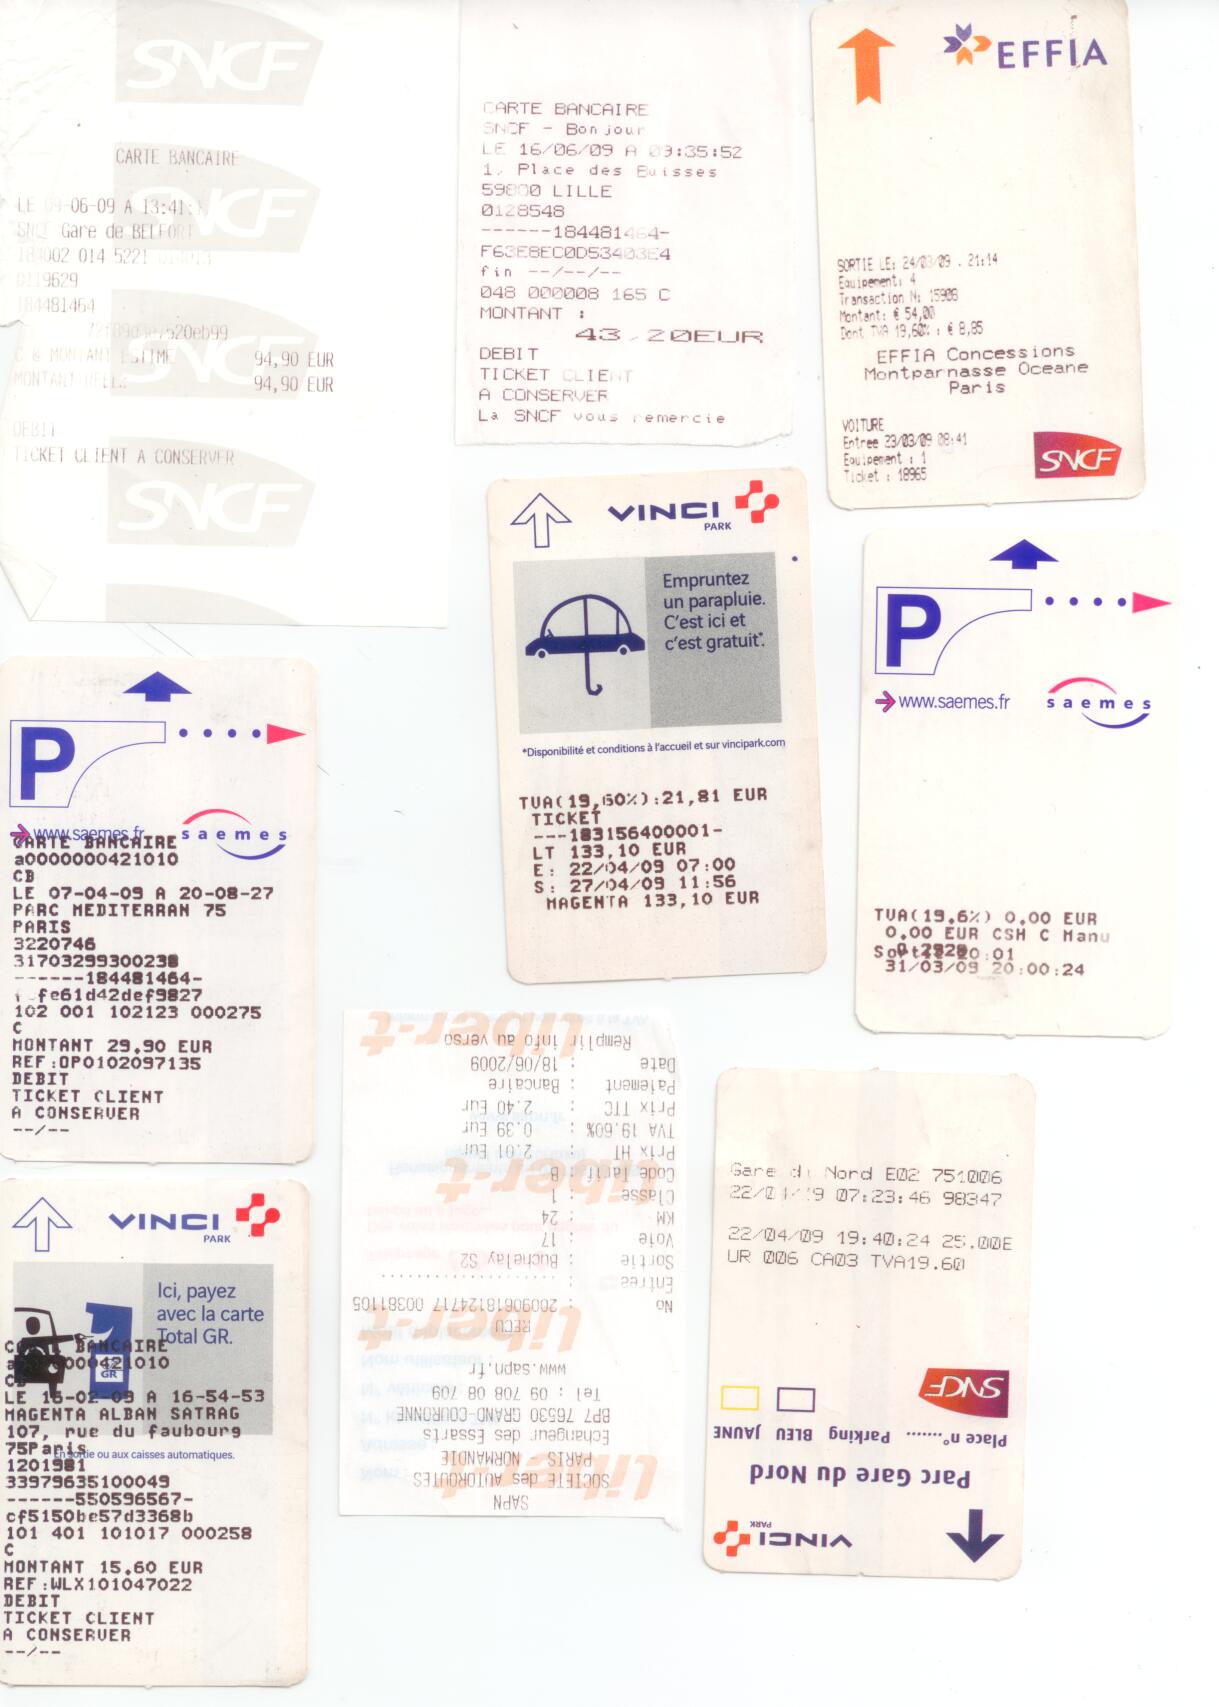 SNCF
CARTE BANCAIRE
SNCF
LE 09-06-09 A 13:41:
SNCF Gare de BELFORT
184002 014 5221
0119629
184481464
MONTANT ESTIME 94,90 EUR
MONTANT REEL 94,90 EUR
DEBIT
TICKET CLIENT A CONSERVER
SNCF
CARTE BANCAIRE
SNCF - Bonjour
LE 16/06/09 A 09:35:52
1, Place des Buisses
59800 LILLE
0128548
------184481464-
F63E8EC0D53403E4
fin --/--/--
048 000008 165 C
MONTANT :
43,20EUR
DEBIT
TICKET CLIENT
A CONSERVER
La SNCF vous remercie
EFFIA
SORTIE LE: 24/03/09 . 21:14
Equipement: 4
Transaction N: 15908
Montant: € 54,00
Dont TVA 19,60% : € 8,85
EFFIA Concessions
Montparnasse Oceane
Paris
VOITURE
Entree 23/03/09 08:41
Equipement : 1
Ticket : 18965
SNCF
VINCI
PARK
Empruntez
un parapluie.
C'est ici et
c'est gratuit*.
*Disponibilité et conditions à l'accueil et sur vincipark.com
TVA(19,60%):21,81 EUR
TICKET
---183156400001-
LT 133,10 EUR
E: 22/04/09 07:00
S: 27/04/09 11:56
MAGENTA 133,10 EUR
P
www.saemes.fr
saemes
TVA(19.6%) 0.00 EUR
0.00 EUR CSH C Manu
31/03/09 20:00:24
P
www.saemes.fr
saemes
CARTE BANCAIRE
a0000000421010
CB
LE 07-04-09 A 20-08-27
PARC MEDITERRAN 75
PARIS
3220746
31703299300238
------184481464-
fe61d42def9827
102 001 102123 000275
C
MONTANT 29,90 EUR
REF:0P0102097135
DEBIT
TICKET CLIENT
A CONSERVER
--/--
VINCI
PARK
Ici, payez
avec la carte
Total GR.
GR
CARTE BANCAIRE
CB
LE 16-02-09 A 16-54-53
MAGENTA ALBAN SATRAG
107, rue du faubourg
75Paris
En sortie ou aux caisses automatiques.
1201981
33979635100049
------550596567-
cf5150be57d3368b
101 401 101017 000258
C
MONTANT 15,60 EUR
REF:WLX101047022
DEBIT
TICKET CLIENT
A CONSERVER
--/--
SAPN
SOCIETE des AUTOROUTES
PARIS NORMANDIE
Echangeur des Essarts
BP7 76530 GRAND-COURONNE
Tel : 09 708 08 709
www.sapn.fr
RECU
No : 20090618124717 00381105
Entree : ....................
Sortie : Buchelay S2
Voie : 17
KM : 24
Classe : 1
Code Tarif : B
Prix HT : 2.01 Eur
TVA 19.60% : 0.39 Eur
Prix TTC : 2.40 Eur
Paiement : Bancaire
Date : 18/06/2009
Remplir info au verso
liber-t
liber-t
liber-t
liber-t
Gare du Nord E02 751006
22/04/09 07:23:46 98347
22/04/09 19:40:24 25.00E
UR 006 CA03 TVA19.60
VINCI
PARK
Parc Gare du Nord
Place n°....... Parking BLEU JAUNE
SNCF